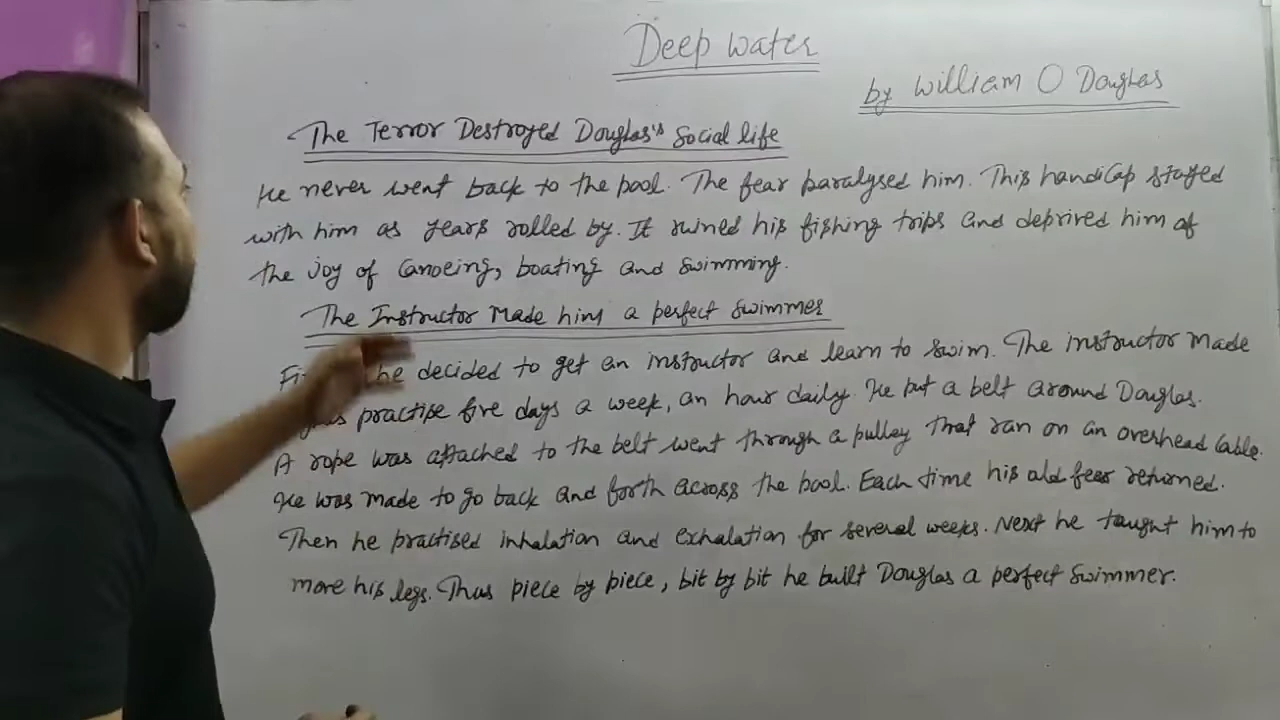 Deep water
by William O Douglas
The Terror Destroyed Douglas's Social life
He never went back to the pool. The fear paralysed him. This handicap stayed
with him as years rolled by. It ruined his fishing trips and deprived him of
the joy of Canoeing, boating and swimming.
The Instructor Made him a perfect Swimmer
he decided to get an instructor and learn to swim. The instructor made
practise five days a week, an hour daily. He put a belt around Douglas.
A rope was attached to the belt went through a pulley that ran on an overhead cable.
He was made to go back and forth across the pool. Each time his old fear returned.
Then he practised inhalation and exhalation for several weeks. Next he taught him to
move his legs. Thus piece by piece, bit by bit he built Douglas a perfect swimmer.